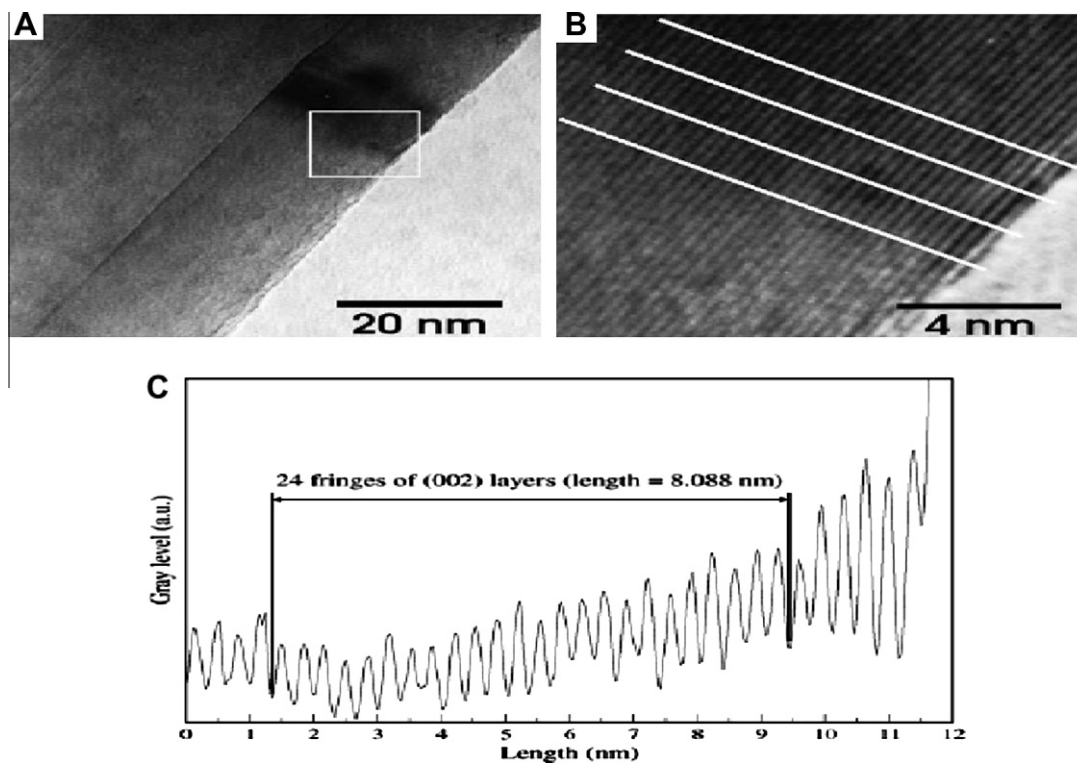 A
20 nm
B
4 nm
C
24 fringes of (002) layers (length = 8.088 nm)
Gray level (a.u.)
0 1 2 3 4 5 6 7 8 9 10 11 12
Length (nm)